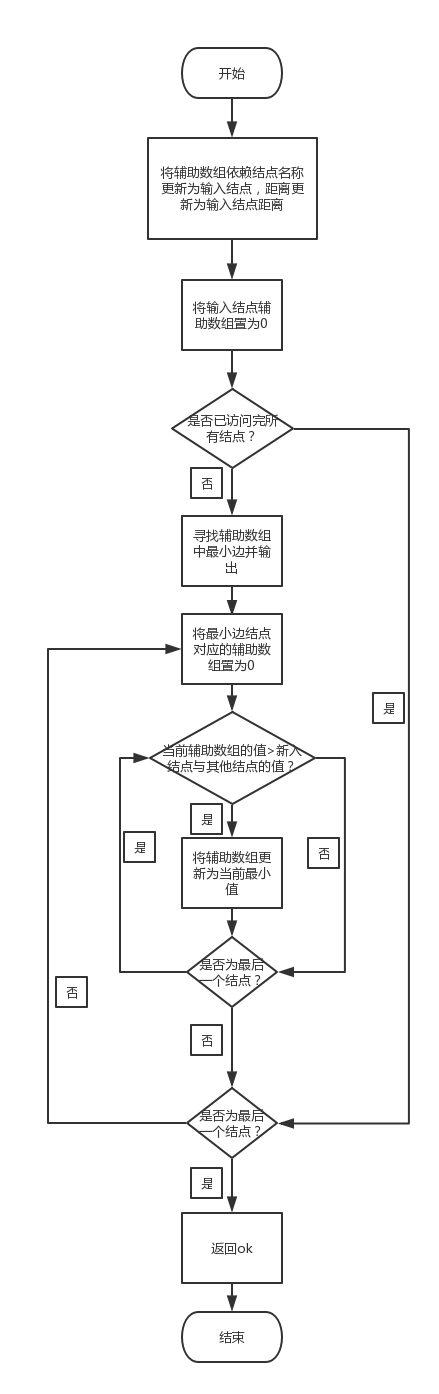 开始
将辅助数组依赖结点名称
更新为输入结点，距离更
新为输入结点距离
将输入结点辅
助数组置为0
是否已访问完所
有结点？
否
寻找辅助数组
中最小边并输
出
将最小边结点
对应的辅助数
组置为0
是
当前辅助数组的值>新入
结点与其他结点的值？
是
是
否
将辅助数组更
新为当前最小
值
是否为最后
一个结点？
否
否
是否为最后
一个结点？
是
返回ok
结束